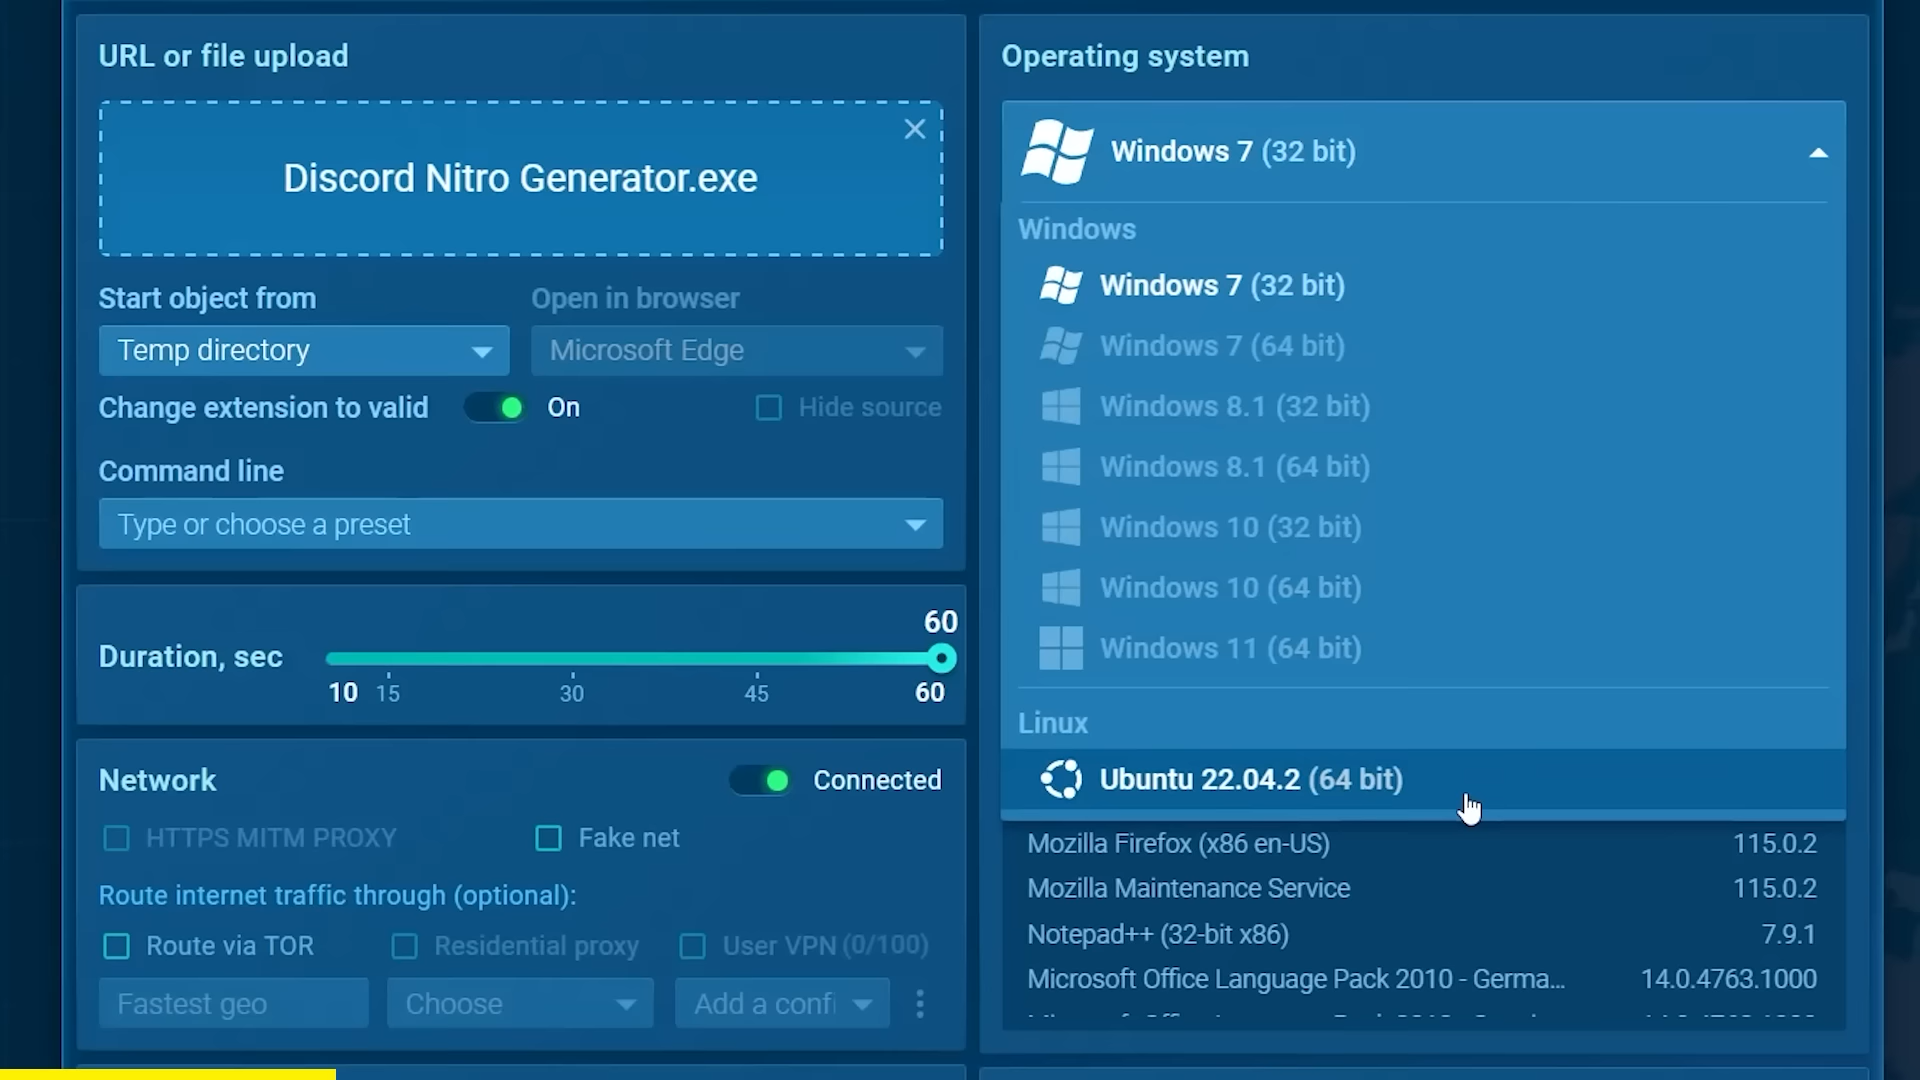 URL or file upload
Discord Nitro Generator.exe
Start object from
Open in browser
Temp directory
Microsoft Edge
Change extension to valid
On
Hide source
Command line
Type or choose a preset
Duration, sec
60
10
15
30
45
60
Network
Connected
HTTPS MITM PROXY
Fake net
Route internet traffic through (optional):
Route via TOR
Residential proxy
User VPN (0/100)
Fastest geo
Choose
Add a confi
Operating system
Windows 7 (32 bit)
Windows
Windows 7 (32 bit)
Windows 7 (64 bit)
Windows 8.1 (32 bit)
Windows 8.1 (64 bit)
Windows 10 (32 bit)
Windows 10 (64 bit)
Windows 11 (64 bit)
Linux
Ubuntu 22.04.2 (64 bit)
Mozilla Firefox (x86 en-US) 115.0.2
Mozilla Maintenance Service 115.0.2
Notepad++ (32-bit x86) 7.9.1
Microsoft Office Language Pack 2010 - Germa... 14.0.4763.1000